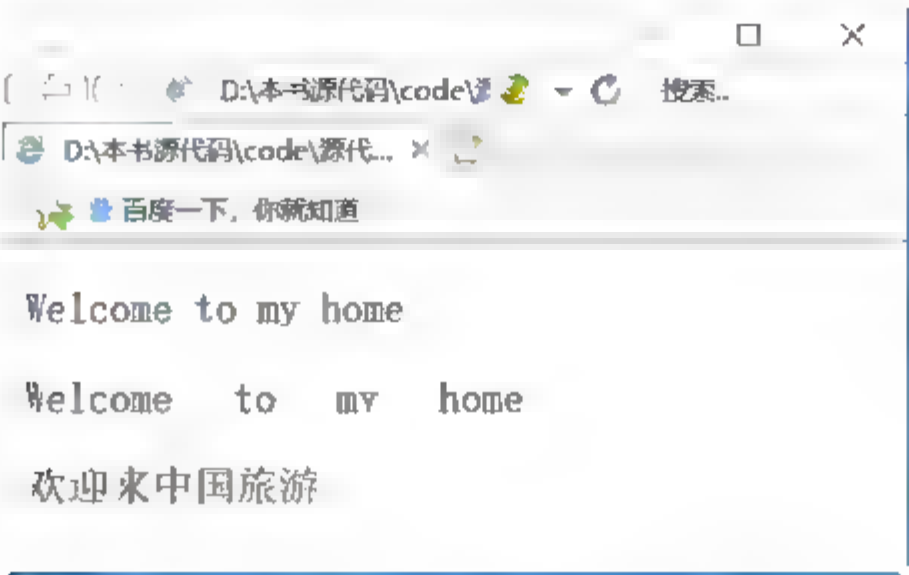 D:\本书源代码\code\源 搜索..
D:\本书源代码\code\源代... ×
百度一下，你就知道
Welcome to my home
Welcome to my home
欢迎来中国旅游